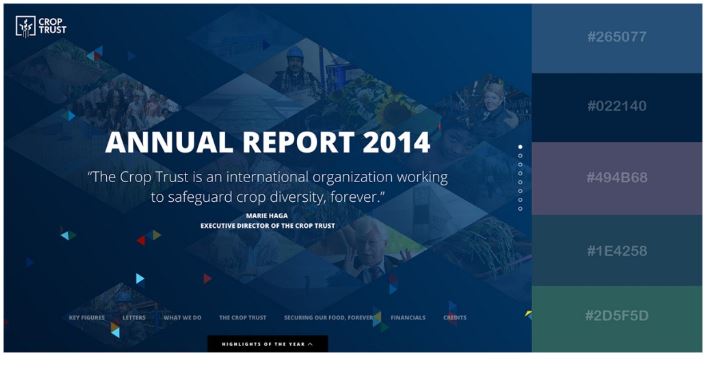 CROP
TRUST
ANNUAL REPORT 2014
“The Crop Trust is an international organization working
to safeguard crop diversity, forever.”
MARIE HAGA
EXECUTIVE DIRECTOR OF THE CROP TRUST
KEY FIGURES LETTERS WHAT WE DO THE CROP TRUST SECURING OUR FOOD, FOREVER FINANCIALS CREDITS
HIGHLIGHTS OF THE YEAR
#265077
#022140
#494B68
#1E4258
#2D5F5D